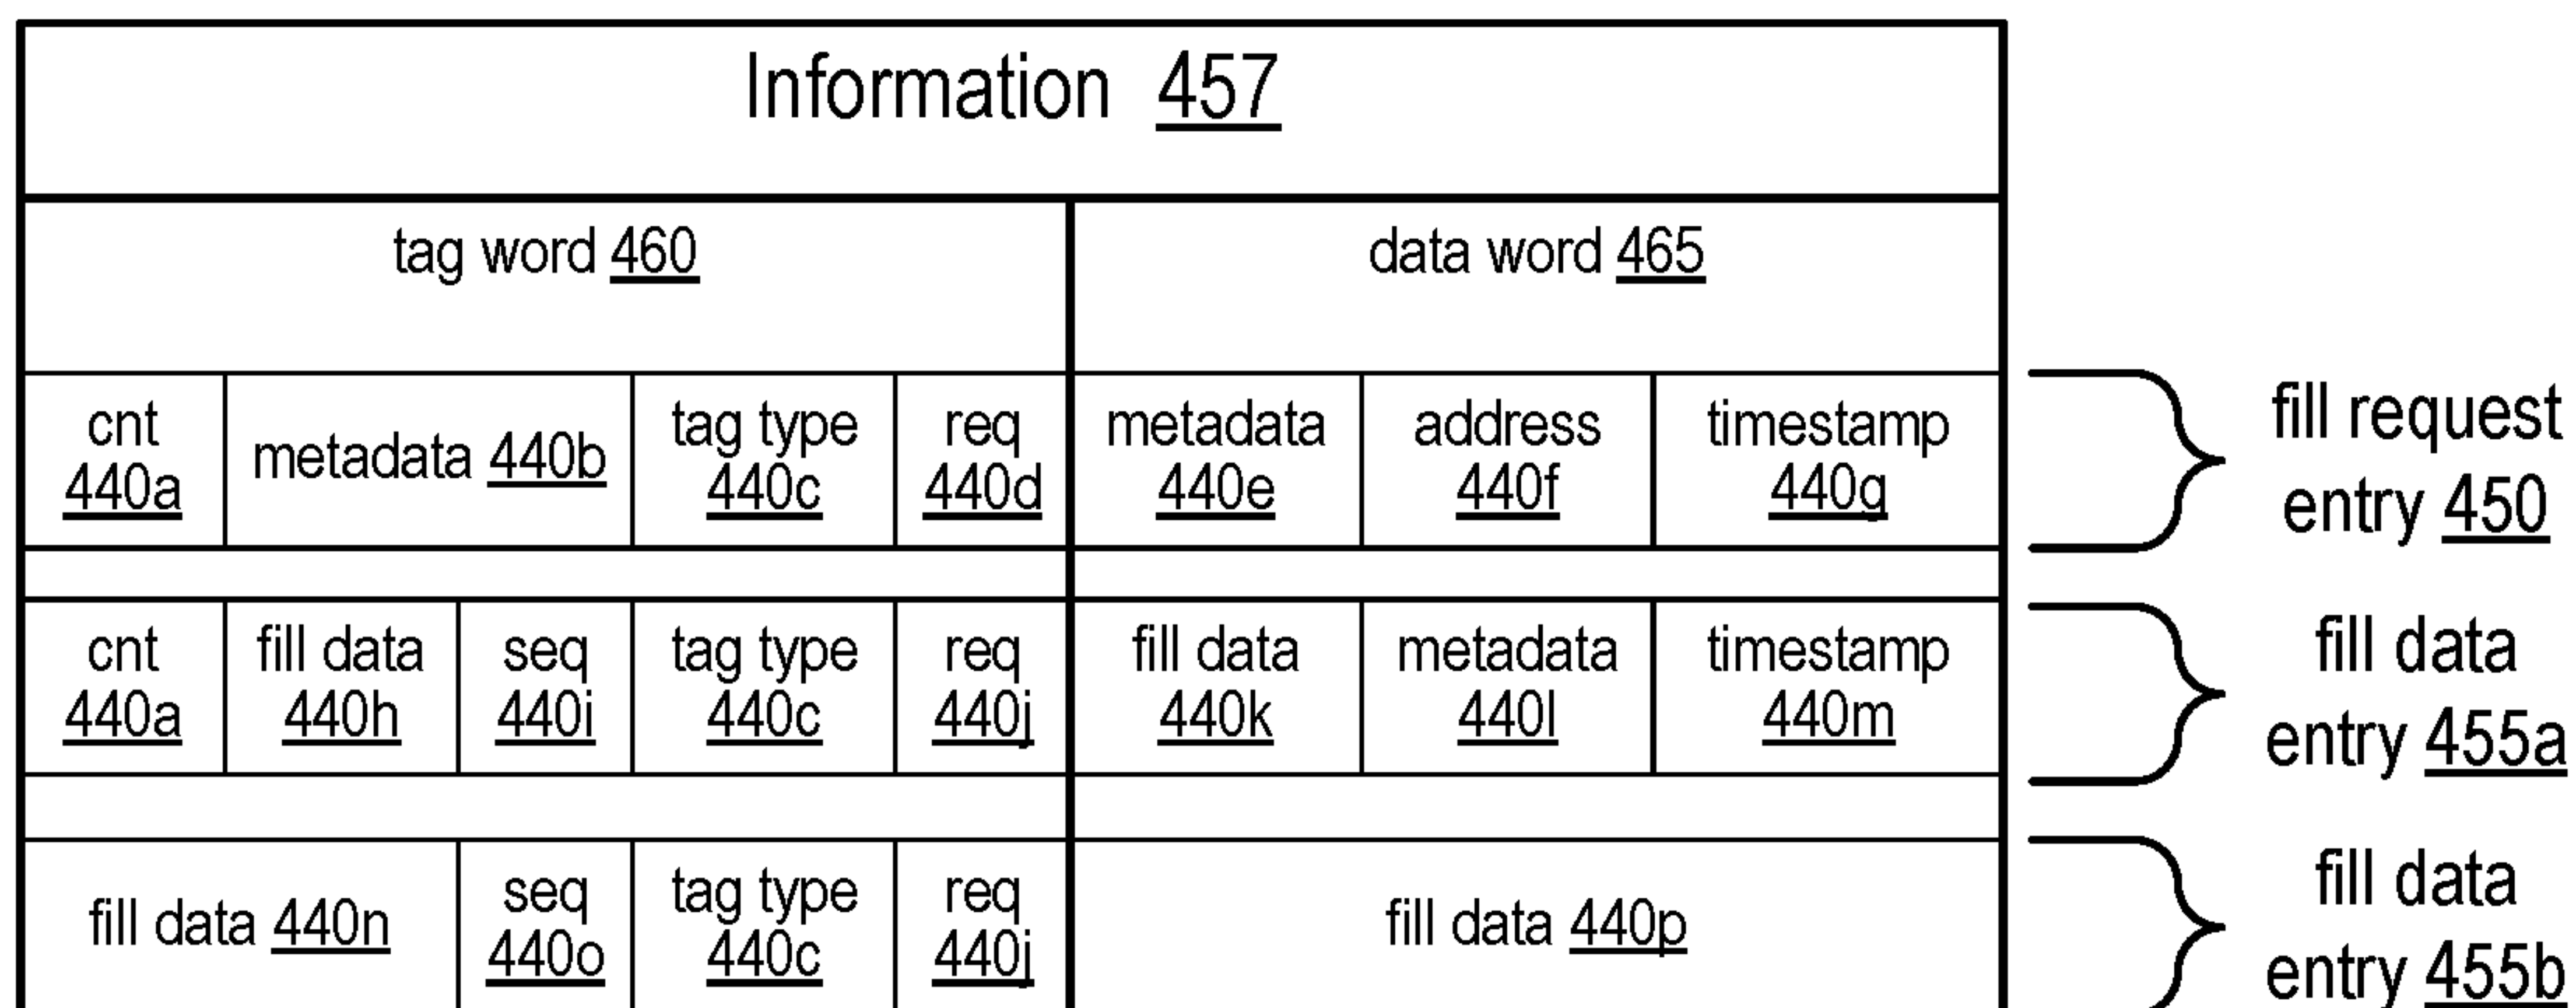 Information 457
tag word 460
data word 465
cnt
440a
metadata 440b
tag type
440c
req
440d
metadata
440e
address
440f
timestamp
440g
fill request
entry 450
cnt
440a
fill data
440h
seq
440i
tag type
440c
req
440j
fill data
440k
metadata
440l
timestamp
440m
fill data
entry 455a
fill data 440n
seq
440o
tag type
440c
req
440j
fill data 440p
fill data
entry 455b